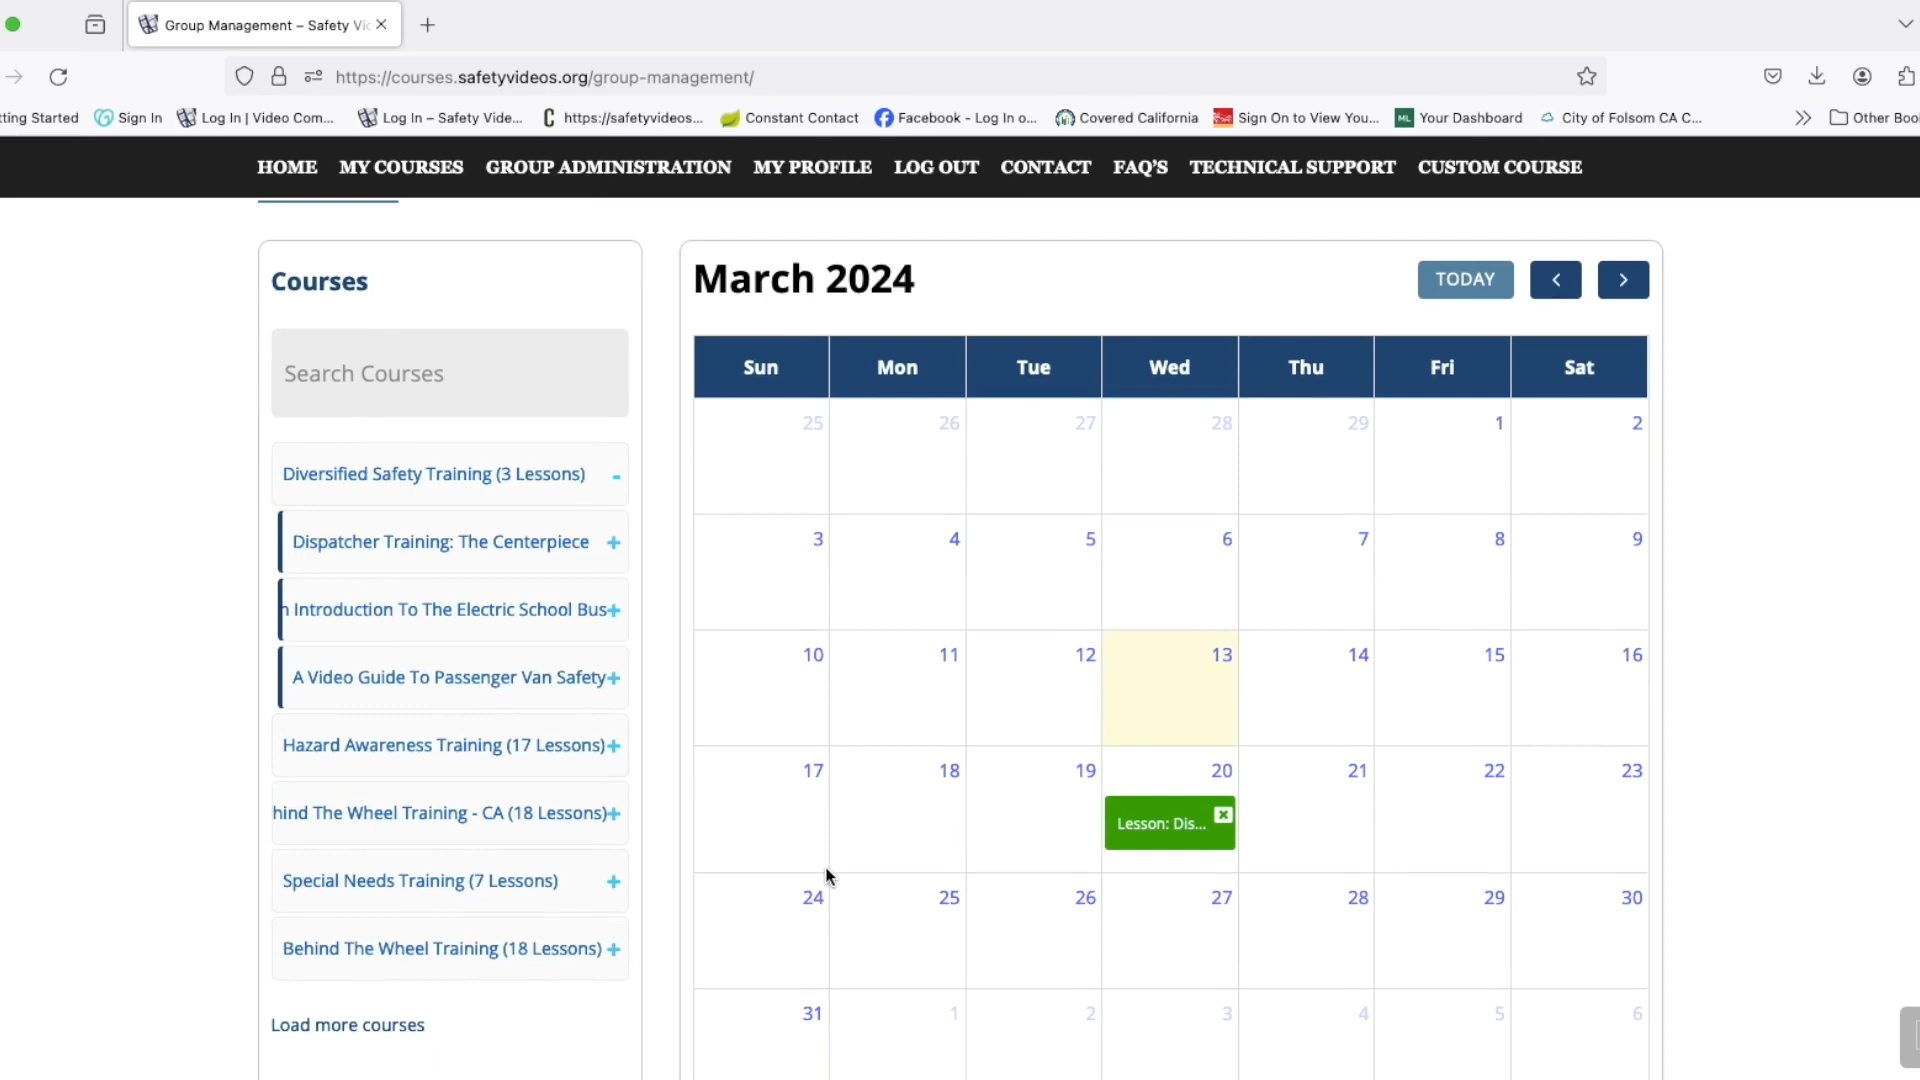 Group Management – Safety Vic
https://courses.safetyvideos.org/group-management/
tting Started Sign In Log In | Video Com... Log In – Safety Vide... https://safetyvideos... Constant Contact Facebook - Log In o... Covered California Sign On to View You... ML Your Dashboard City of Folsom CA C... Other Boo
HOME MY COURSES GROUP ADMINISTRATION MY PROFILE LOG OUT CONTACT FAQ'S TECHNICAL SUPPORT CUSTOM COURSE
Courses
Search Courses
Diversified Safety Training (3 Lessons) -
Dispatcher Training: The Centerpiece +
n Introduction To The Electric School Bus +
A Video Guide To Passenger Van Safety +
Hazard Awareness Training (17 Lessons) +
hind The Wheel Training - CA (18 Lessons) +
Special Needs Training (7 Lessons) +
Behind The Wheel Training (18 Lessons) +
Load more courses
March 2024
TODAY < >
Sun Mon Tue Wed Thu Fri Sat
25 26 27 28 29 1 2
3 4 5 6 7 8 9
10 11 12 13 14 15 16
17 18 19 20 21 22 23
Lesson: Dis...
24 25 26 27 28 29 30
31 1 2 3 4 5 6